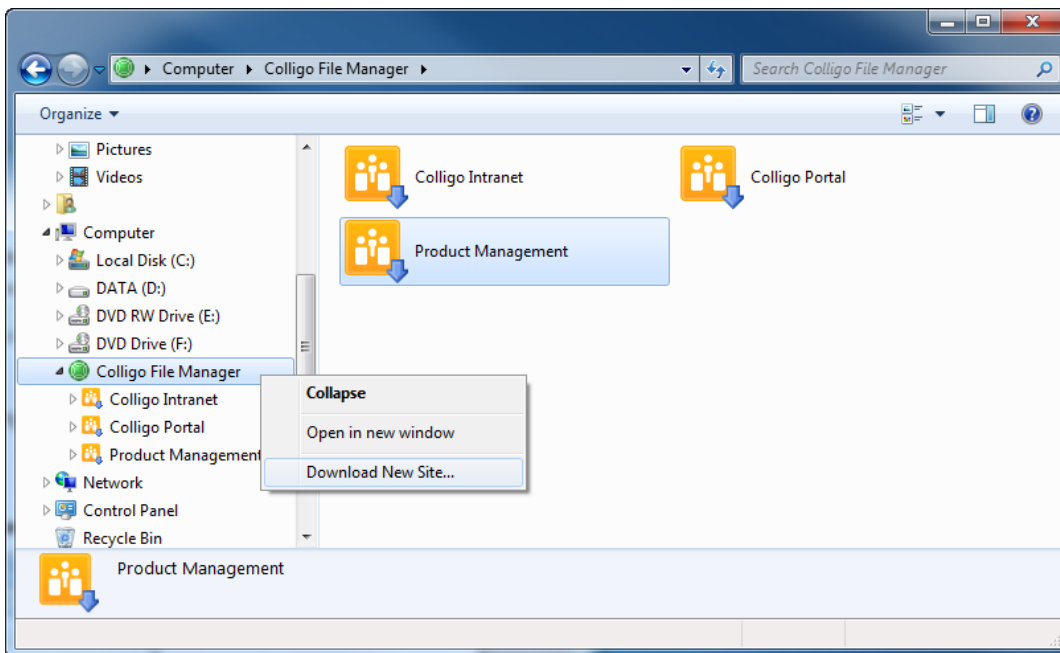 Computer Colligo File Manager
Search Colligo File Manager
Organize
Pictures
Videos
Computer
Local Disk (C:)
DATA (D:)
DVD RW Drive (E:)
DVD Drive (F:)
Colligo File Manager
Colligo Intranet
Colligo Portal
Product Management
Network
Control Panel
Recycle Bin
Colligo Intranet
Colligo Portal
Product Management
Collapse
Open in new window
Download New Site...
Product Management